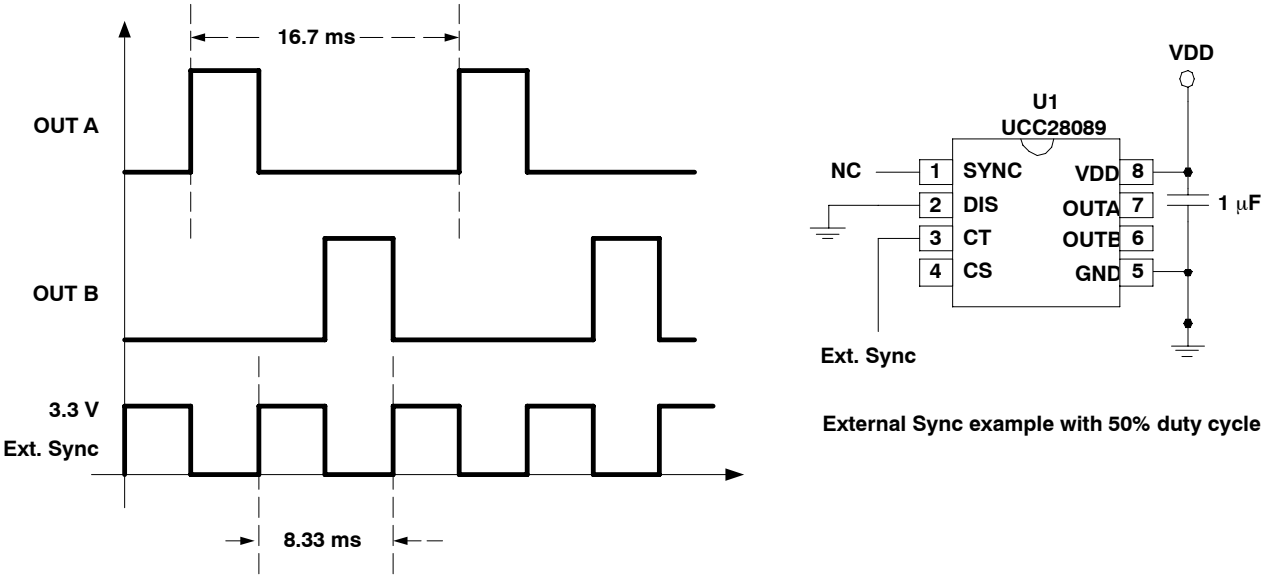 16.7 ms
OUT A
OUT B
3.3 V
Ext. Sync
8.33 ms
VDD
U1
UCC28089
NC 1 SYNC VDD 8
2 DIS OUTA 7 1 μF
3 CT OUTB 6
4 CS GND 5
Ext. Sync
External Sync example with 50% duty cycle